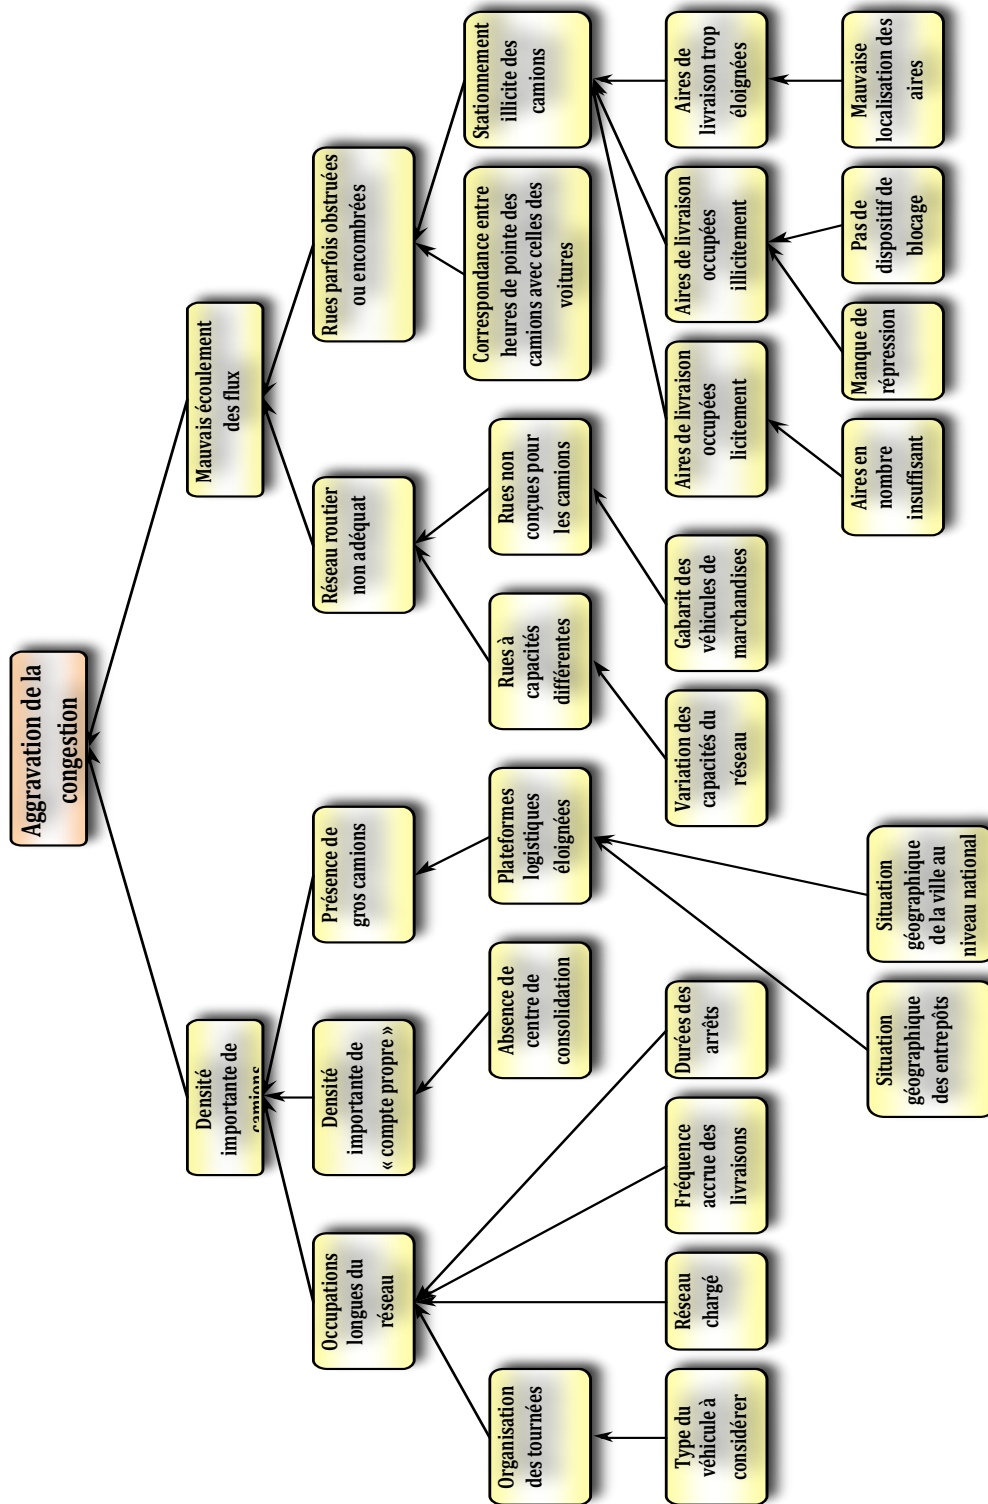 Aggravation de la
congestion
Densité
importante de
camions
Mauvais écoulement
des flux
Occupations
longues du
réseau
Densité
importante de
« compte propre »
Présence de
gros camions
Réseau routier
non adéquat
Rues parfois obstruées
ou encombrées
Organisation
des tournées
Absence de
centre de
consolidation
Plateformes
logistiques
éloignées
Rues à
capacités
différentes
Rues non
conçues pour
les camions
Correspondance entre
heures de pointe des
camions avec celles des
voitures
Stationnement
illicite des
camions
Type du
véhicule à
considérer
Réseau
chargé
Fréquence
accrue des
livraisons
Durées des
arrêts
Variation des
capacités du
réseau
Gabarit des
véhicules de
marchandises
Aires de livraison
occupées
licitement
Aires de livraison
occupées
illicitement
Aires de
livraison trop
éloignées
Situation
géographique
des entrepôts
Situation
géographique
de la ville au
niveau national
Aires en
nombre
insuffisant
Manque de
répression
Pas de
dispositif de
blocage
Mauvaise
localisation des
aires